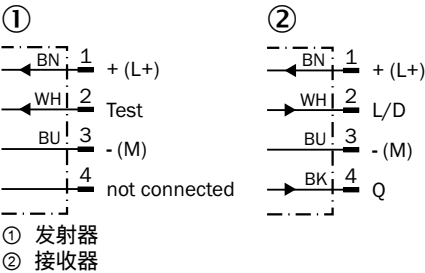 ① ②
BN 1 + (L+) BN 1 + (L+)
WH 2 Test WH 2 L/D
BU 3 - (M) BU 3 - (M)
4 not connected BK 4 Q
① 发射器
② 接收器